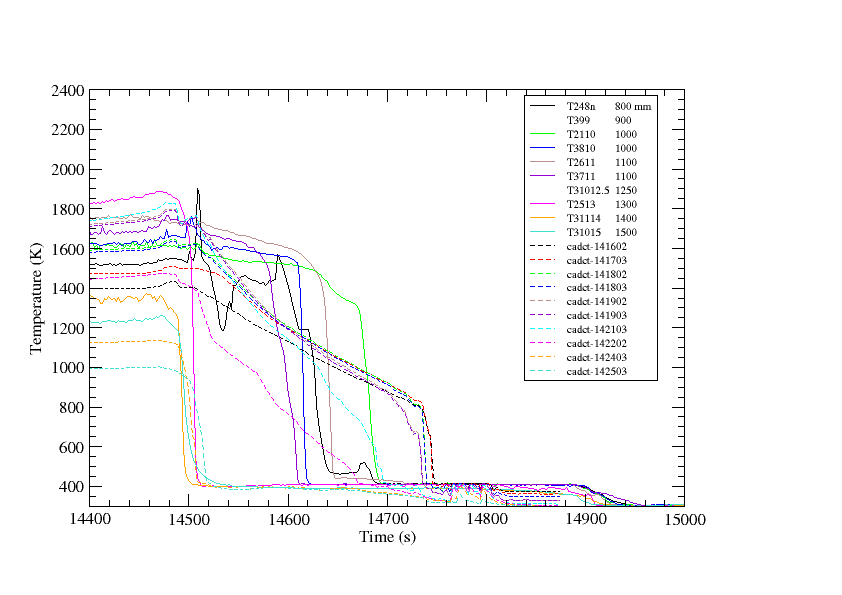 2400
2200
2000
1800
1600
1400
1200
1000
800
600
400
Temperature (K)
14400 14500 14600 14700 14800 14900 15000
Time (s)
T248n 800 mm
T399 900
T2110 1000
T3810 1000
T2611 1100
T3711 1100
T31012.5 1250
T2513 1300
T31114 1400
T31015 1500
cadet-141602
cadet-141703
cadet-141802
cadet-141803
cadet-141902
cadet-141903
cadet-142103
cadet-142202
cadet-142403
cadet-142503